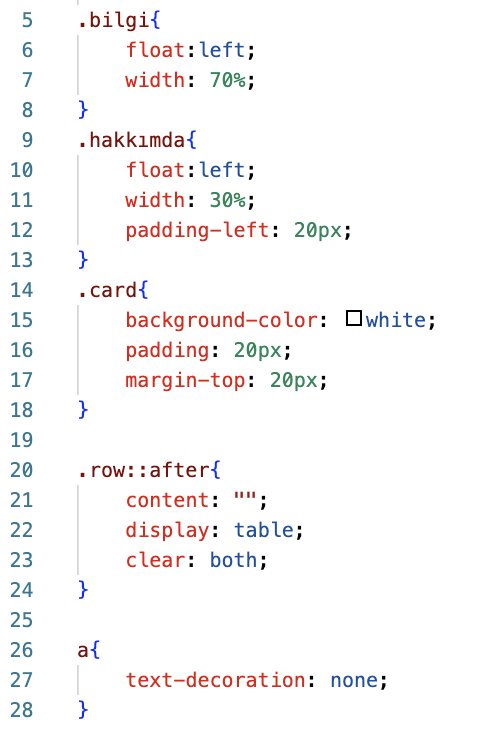 5 .bilgi{
6 float:left;
7 width: 70%;
8 }
9 .hakkımda{
10 float:left;
11 width: 30%;
12 padding-left: 20px;
13 }
14 .card{
15 background-color: white;
16 padding: 20px;
17 margin-top: 20px;
18 }
19
20 .row::after{
21 content: "";
22 display: table;
23 clear: both;
24 }
25
26 a{
27 text-decoration: none;
28 }